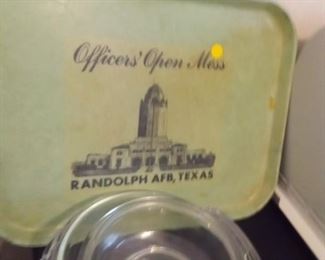 Officers' Open Mess
RANDOLPH AFB, TEXAS